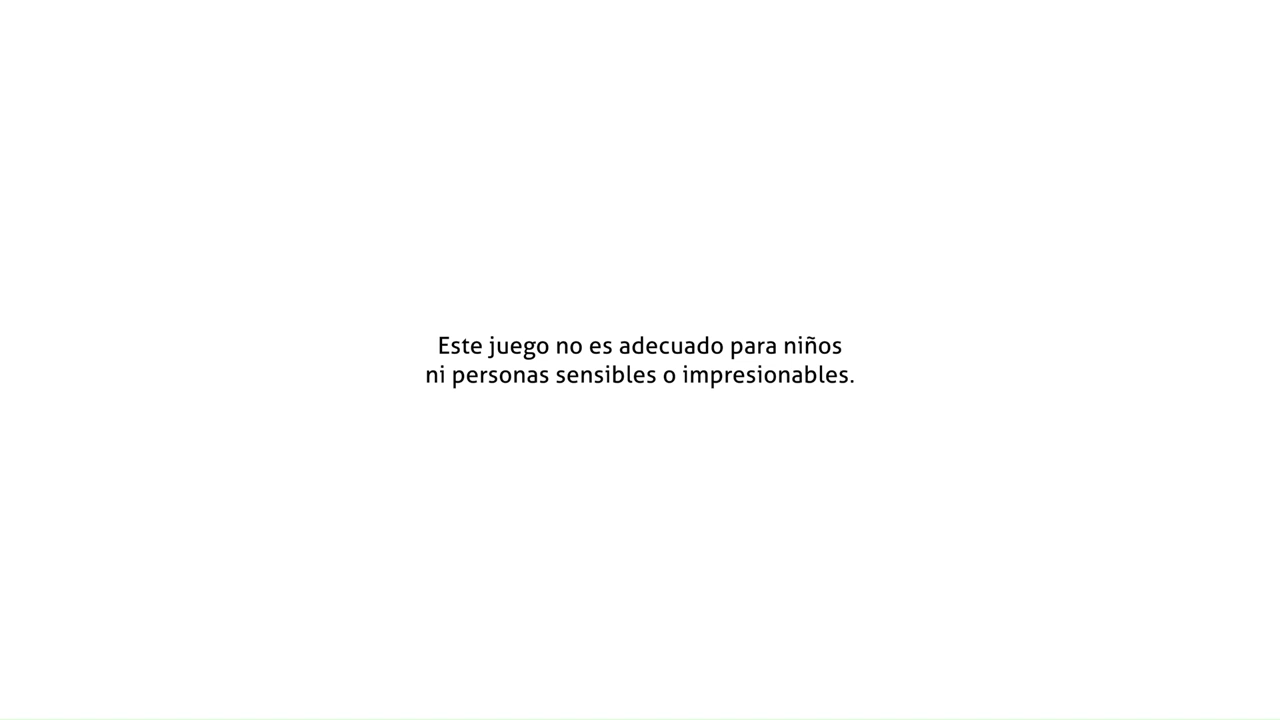 Este juego no es adecuado para niños
ni personas sensibles o impresionables.